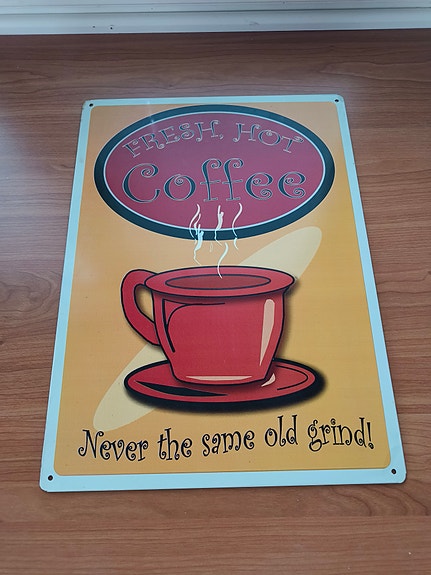 FRESH, HOT
Coffee
Never the same old grind!